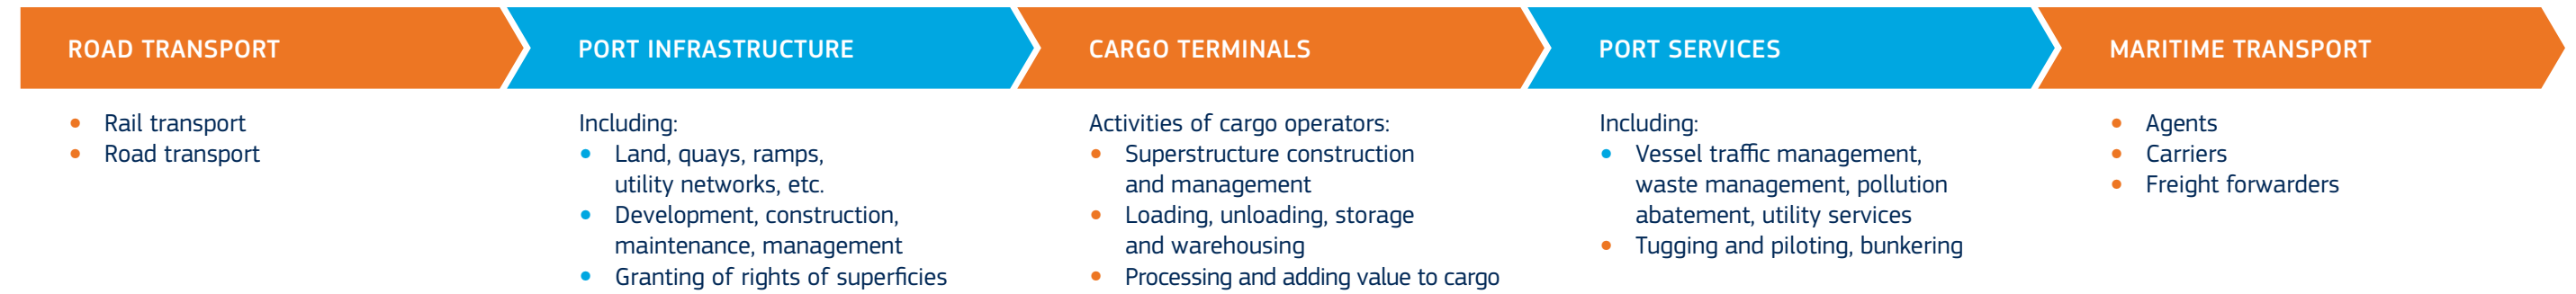 ROAD TRANSPORT
Rail transport
Road transport
PORT INFRASTRUCTURE
Including:
Land, quays, ramps,
utility networks, etc.
Development, construction,
maintenance, management
Granting of rights of superficies
CARGO TERMINALS
Activities of cargo operators:
Superstructure construction
and management
Loading, unloading, storage
and warehousing
Processing and adding value to cargo
PORT SERVICES
Including:
Vessel traffic management,
waste management, pollution
abatement, utility services
Tugging and piloting, bunkering
MARITIME TRANSPORT
Agents
Carriers
Freight forwarders